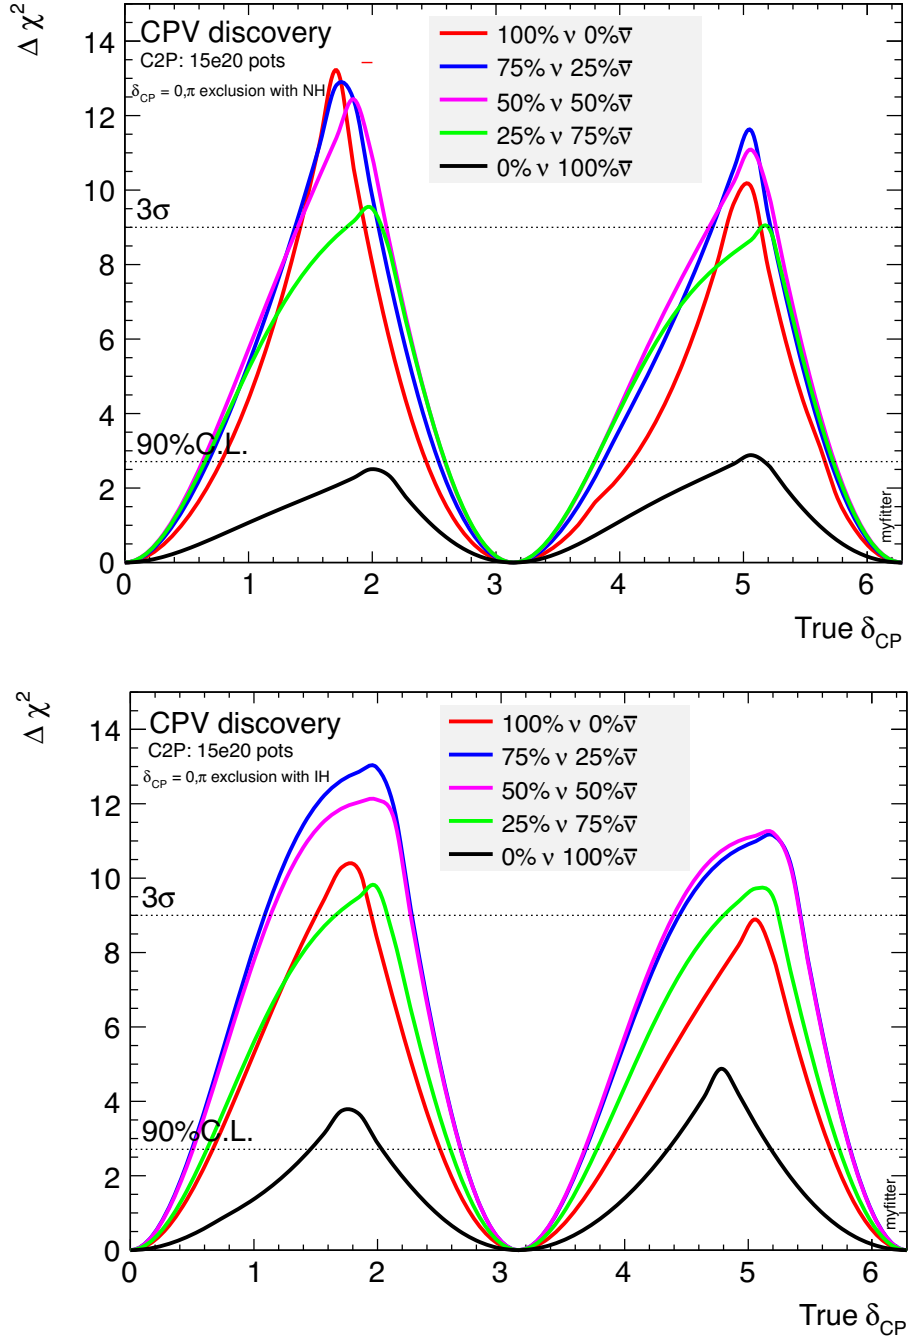 Δ χ²
14
12
10
8
6
4
2
0
CPV discovery
C2P: 15e20 pots
δCP = 0,π exclusion with NH
100% ν 0%ν̅
75% ν 25%ν̅
50% ν 50%ν̅
25% ν 75%ν̅
0% ν 100%ν̅
3σ
90%C.L.
myfitter
0 1 2 3 4 5 6
True δCP
Δ χ²
14
12
10
8
6
4
2
0
CPV discovery
C2P: 15e20 pots
δCP = 0,π exclusion with IH
100% ν 0%ν̅
75% ν 25%ν̅
50% ν 50%ν̅
25% ν 75%ν̅
0% ν 100%ν̅
3σ
90%C.L.
myfitter
0 1 2 3 4 5 6
True δCP